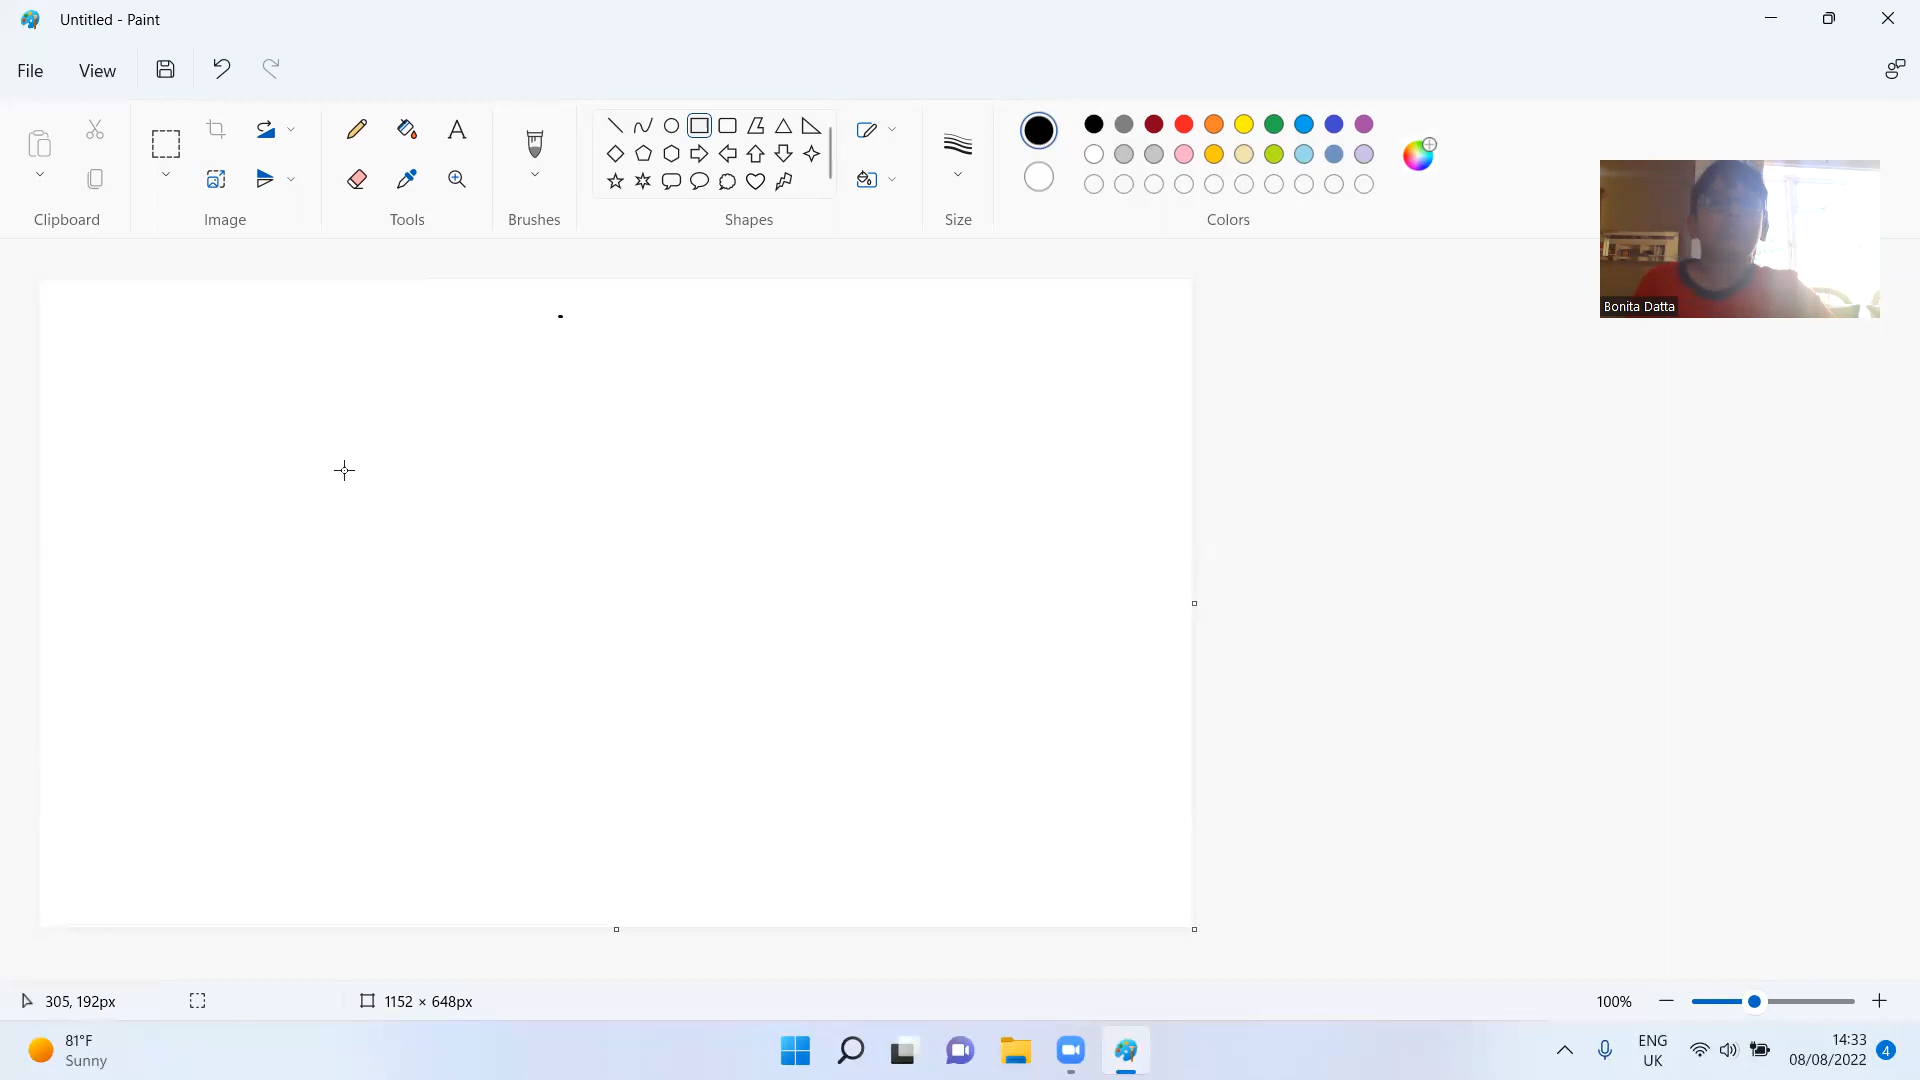 Untitled - Paint
File
View
Clipboard
Image
Tools
Brushes
Shapes
Size
Colors
Bonita Datta
305, 192px
1152 × 648px
100%
81°F
Sunny
ENG
UK
14:33
08/08/2022
4